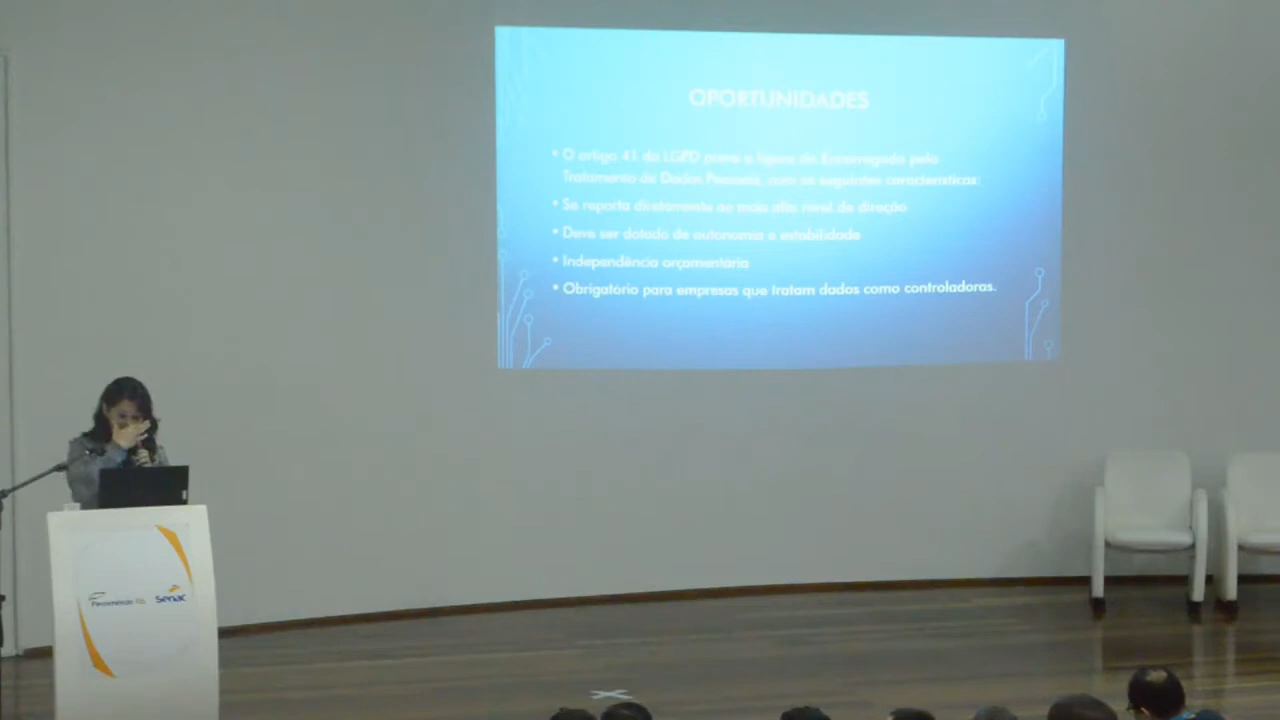 OPORTUNIDADES
• O artigo 41 da LGPD prevê a figura do Encarregado pelo
Tratamento de Dados Pessoais, com as seguintes características:
• Se reporta diretamente ao mais alto nível de direção
• Deve ser dotado de autonomia e estabilidade
• Independência orçamentária
• Obrigatório para empresas que tratam dados como controladoras.
Fecomércio RS
Senac